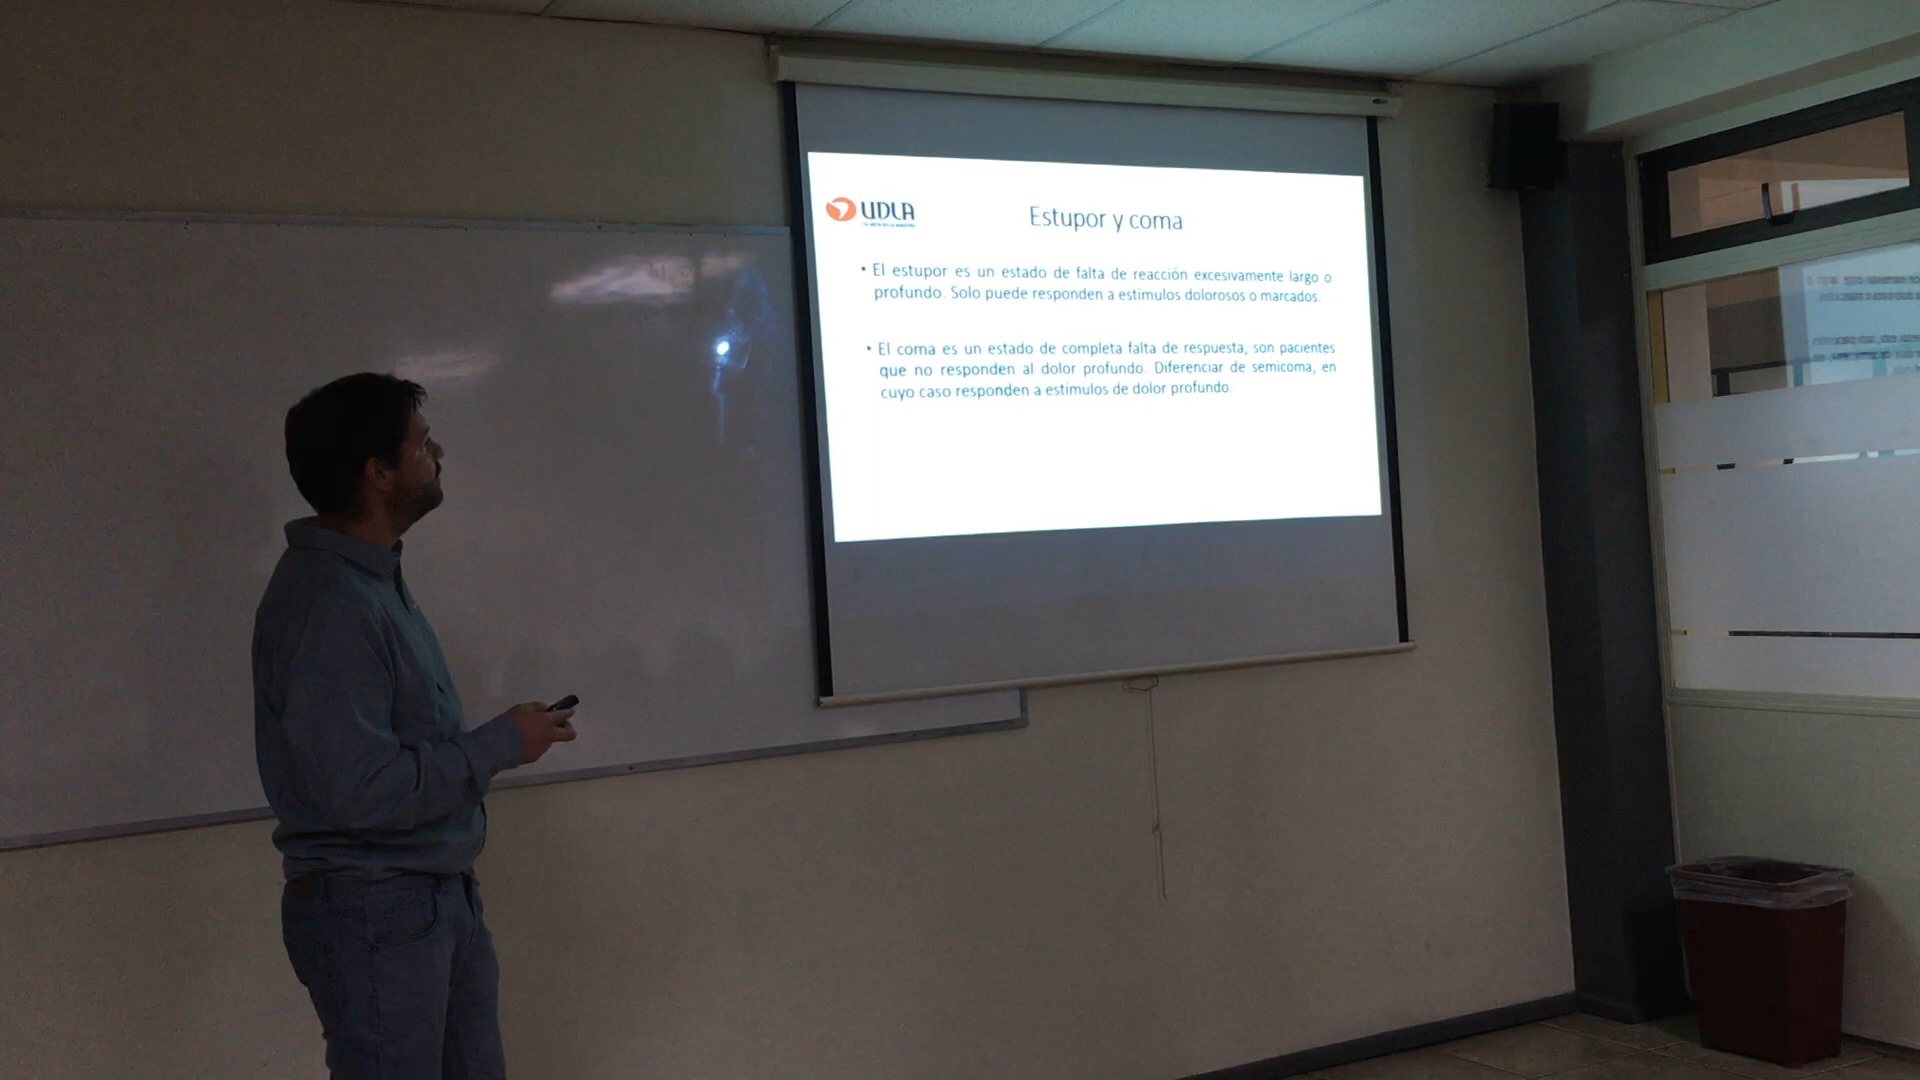 UDLA
Estupor y coma
• El estupor es un estado de falta de reacción excesivamente largo o
profundo. Solo puede responden a estímulos dolorosos o marcados.
• El coma es un estado de completa falta de respuesta, son pacientes
que no responden al dolor profundo. Diferenciar de semicoma, en
cuyo caso responden a estímulos de dolor profundo.